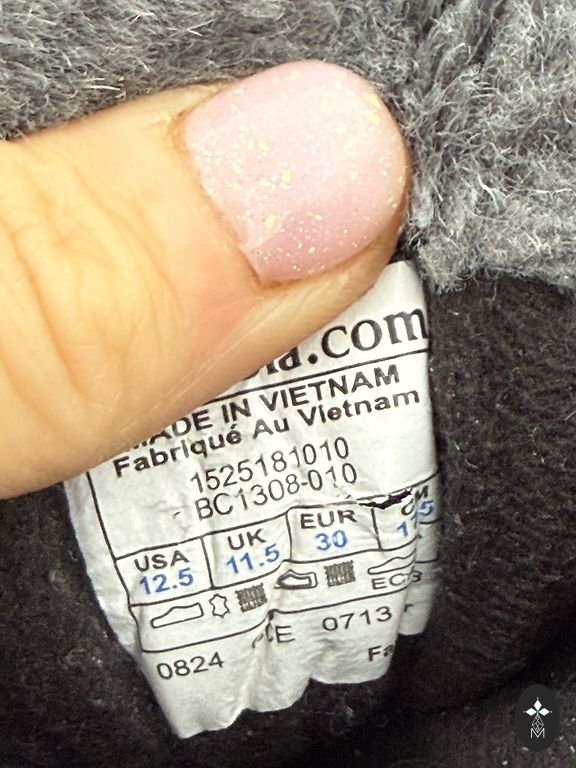 .com
MADE IN VIETNAM
Fabriqué Au Vietnam
1525181010
BC1308-010
USA UK EUR CM
12.5 11.5 30
0824 0713
M